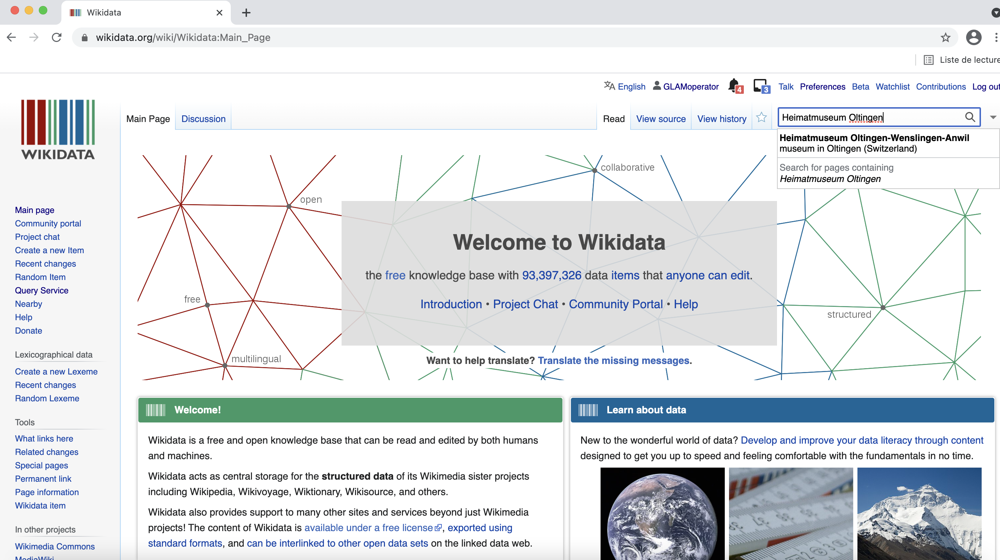 Wikidata
wikidata.org/wiki/Wikidata:Main_Page
Liste de lecture
English GLAMoperator 4 3 Talk Preferences Beta Watchlist Contributions Log out
WIKIDATA
Main Page Discussion Read View source View history Heimatmuseum Oltingen
Heimatmuseum Oltingen-Wenslingen-Anwil
museum in Oltingen (Switzerland)
Search for pages containing
Heimatmuseum Oltingen
collaborative
open
free
multilingual
structured
Welcome to Wikidata
the free knowledge base with 93,397,326 data items that anyone can edit.
Introduction • Project Chat • Community Portal • Help
Want to help translate? Translate the missing messages.
Main page
Community portal
Project chat
Create a new Item
Recent changes
Random Item
Query Service
Nearby
Help
Donate
Lexicographical data
Create a new Lexeme
Recent changes
Random Lexeme
Tools
What links here
Related changes
Special pages
Permanent link
Page information
Wikidata item
In other projects
Wikimedia Commons
MediaWiki
Welcome!
Wikidata is a free and open knowledge base that can be read and edited by both humans
and machines.
Wikidata acts as central storage for the structured data of its Wikimedia sister projects
including Wikipedia, Wikivoyage, Wiktionary, Wikisource, and others.
Wikidata also provides support to many other sites and services beyond just Wikimedia
projects! The content of Wikidata is available under a free license, exported using
standard formats, and can be interlinked to other open data sets on the linked data web.
Learn about data
New to the wonderful world of data? Develop and improve your data literacy through content
designed to get you up to speed and feeling comfortable with the fundamentals in no time.